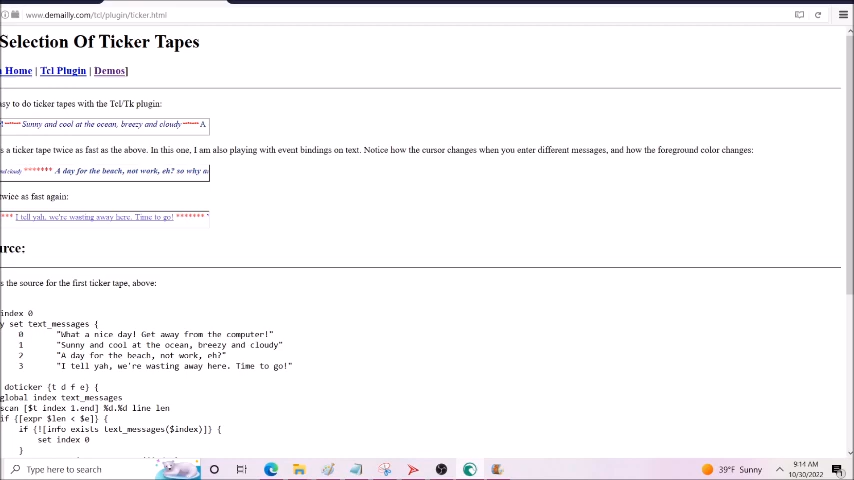 www.demailly.com/tcl/plugin/ticker.html
Selection Of Ticker Tapes
Home | Tcl Plugin | Demos]
asy to do ticker tapes with the Tcl/Tk plugin:
! ******* Sunny and cool at the ocean, breezy and cloudy ******* A
s a ticker tape twice as fast as the above. In this one, I am also playing with event bindings on text. Notice how the cursor changes when you enter different messages, and how the foreground color changes:
nd cloudy ******* A day for the beach, not work, eh? so why a
twice as fast again:
*** I tell yah, we're wasting away here. Time to go! *******
urce:
s the source for the first ticker tape, above:
index 0
y set text_messages {
0 "What a nice day! Get away from the computer!"
1 "Sunny and cool at the ocean, breezy and cloudy"
2 "A day for the beach, not work, eh?"
3 "I tell yah, we're wasting away here. Time to go!"
doticker {t d f e} {
global index text_messages
scan [$t index 1.end] %d.%d line len
if {[expr $len < $e]} {
if {![info exists text_messages($index)]} {
set index 0
}
Type here to search
39°F Sunny
9:14 AM
10/30/2022